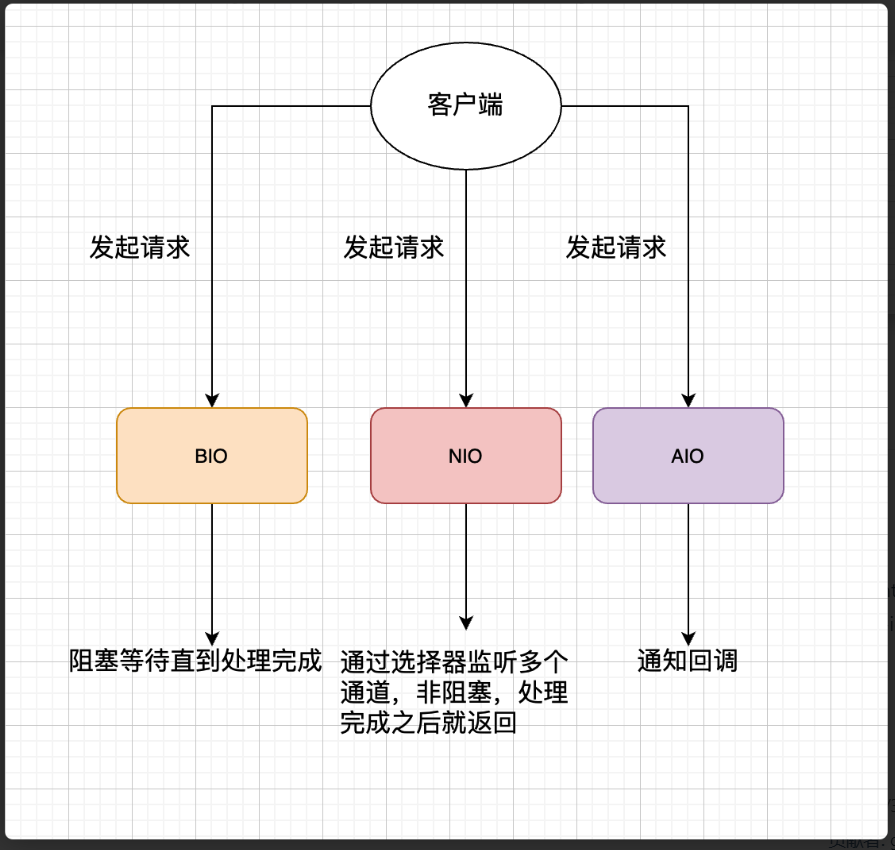 客户端
发起请求
发起请求
发起请求
BIO
NIO
AIO
阻塞等待直到处理完成
通过选择器监听多个
通道，非阻塞，处理
完成之后就返回
通知回调